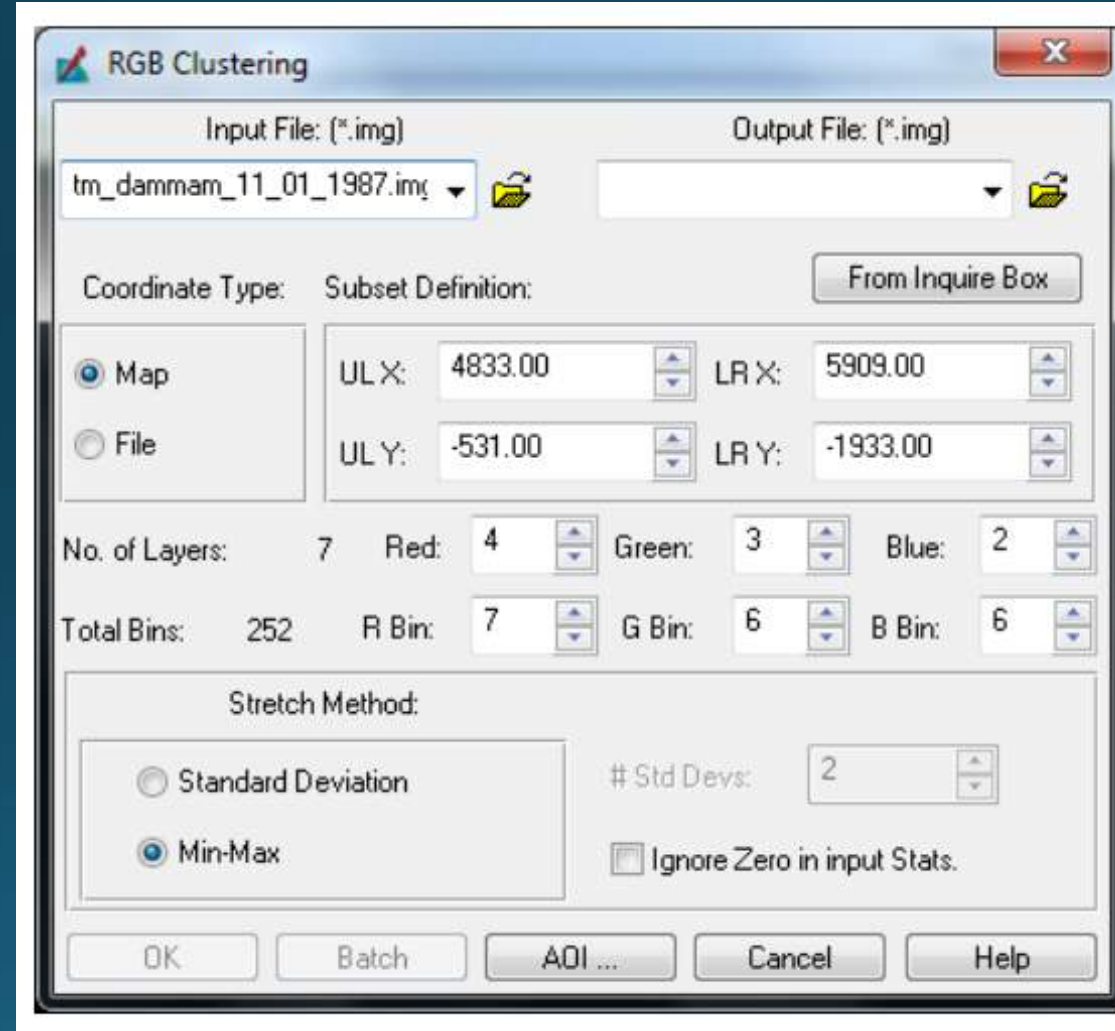 RGB Clustering
Input File: (*.img) Output File: (*.img)
tm_dammam_11_01_1987.img
Coordinate Type: Subset Definition: From Inquire Box
Map UL X: 4833.00 LR X: 5909.00
File UL Y: -531.00 LR Y: -1933.00
No. of Layers: 7 Red: 4 Green: 3 Blue: 2
Total Bins: 252 R Bin: 7 G Bin: 6 B Bin: 6
Stretch Method:
Standard Deviation # Std Devs: 2
Min-Max Ignore Zero in input Stats.
OK Batch AOI ... Cancel Help